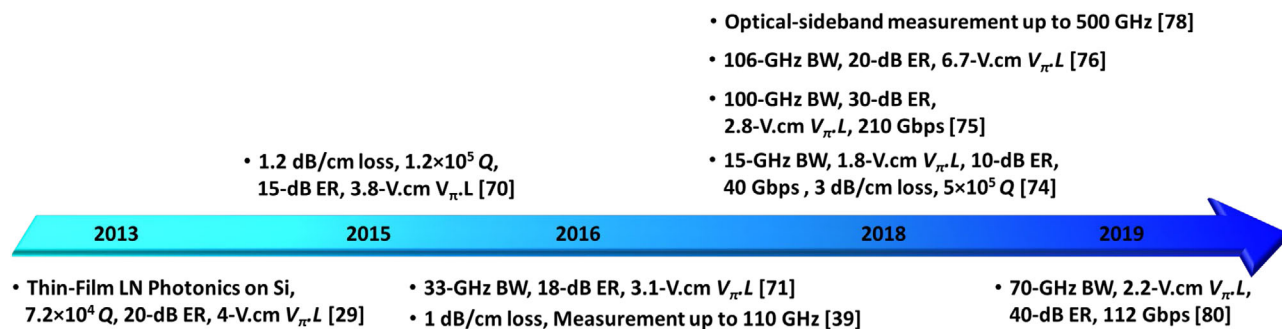 • Optical-sideband measurement up to 500 GHz [78]
• 106-GHz BW, 20-dB ER, 6.7-V.cm Vπ.L [76]
• 100-GHz BW, 30-dB ER,
2.8-V.cm Vπ.L, 210 Gbps [75]
• 1.2 dB/cm loss, 1.2×10⁵ Q,
15-dB ER, 3.8-V.cm Vπ.L [70]
• 15-GHz BW, 1.8-V.cm Vπ.L, 10-dB ER,
40 Gbps , 3 dB/cm loss, 5×10⁵ Q [74]
2013 2015 2016 2018 2019
• Thin-Film LN Photonics on Si,
7.2×10⁴ Q, 20-dB ER, 4-V.cm Vπ.L [29]
• 33-GHz BW, 18-dB ER, 3.1-V.cm Vπ.L [71]
• 1 dB/cm loss, Measurement up to 110 GHz [39]
• 70-GHz BW, 2.2-V.cm Vπ.L,
40-dB ER, 112 Gbps [80]